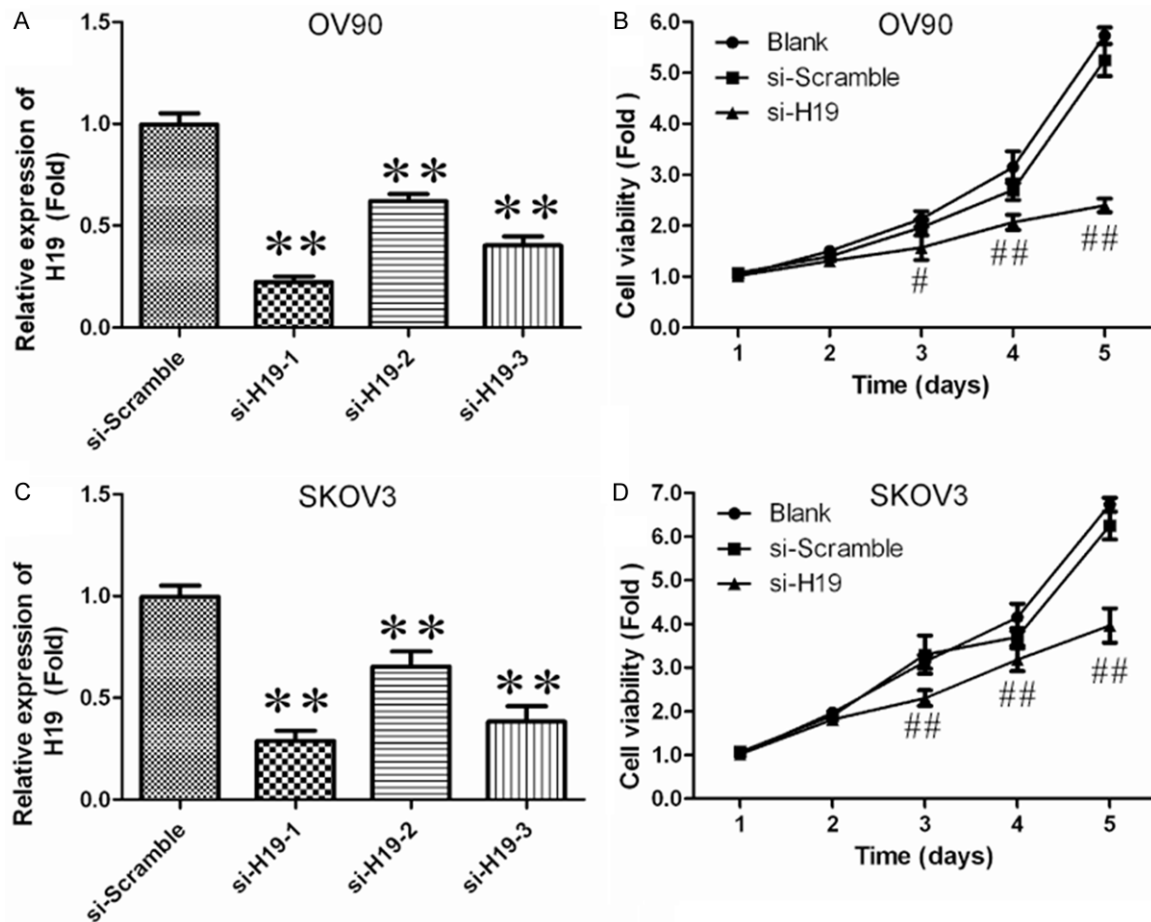 A
OV90
Relative expression of
H19 (Fold)
1.5
1.0
0.5
0.0
**
**
**
si-Scramble
si-H19-1
si-H19-2
si-H19-3
B
OV90
Blank
si-Scramble
si-H19
Cell viability (Fold )
6.0
5.0
4.0
3.0
2.0
1.0
0.0
#
##
##
1 2 3 4 5
Time (days)
C
SKOV3
Relative expression of
H19 (Fold)
1.5
1.0
0.5
0.0
**
**
**
si-Scramble
si-H19-1
si-H19-2
si-H19-3
D
SKOV3
Blank
si-Scramble
si-H19
Cell viability (Fold )
7.0
6.0
5.0
4.0
3.0
2.0
1.0
0.0
##
##
##
1 2 3 4 5
Time (days)